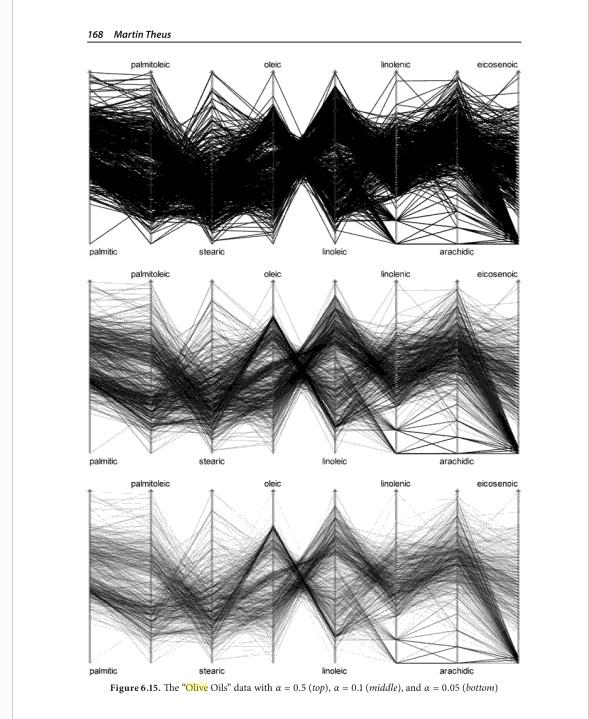 168 Martin Theus
palmitoleic oleic linolenic eicosenoic
palmitic stearic linoleic arachidic
palmitoleic oleic linolenic eicosenoic
palmitic stearic linoleic arachidic
palmitoleic oleic linolenic eicosenoic
palmitic stearic linoleic arachidic
Figure 6.15. The “Olive Oils” data with α = 0.5 (top), α = 0.1 (middle), and α = 0.05 (bottom)